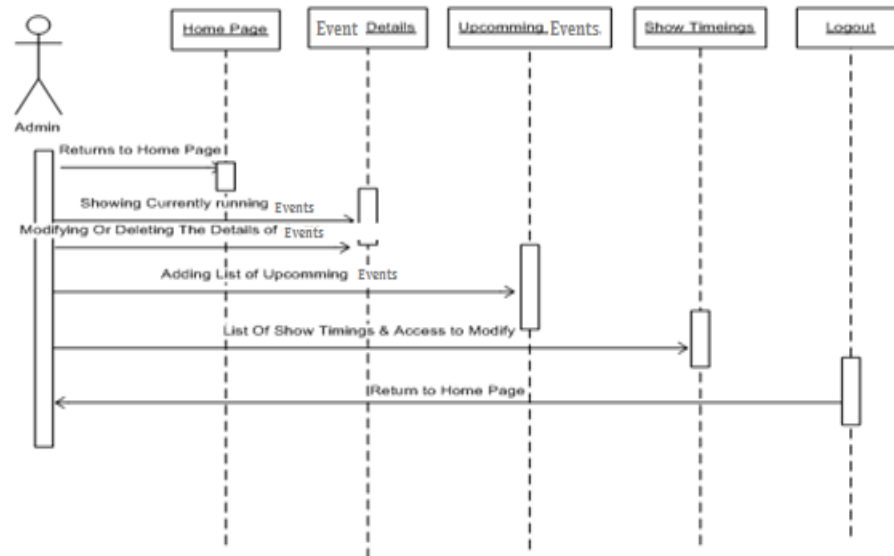 Home Page
Event Details
Upcomming Events.
Show Timeings
Logout
Admin
Returns to Home Page
Showing Currently running Events
Modifying Or Deleting The Details of Events
Adding List of Upcomming Events
List Of Show Timings & Access to Modify
Return to Home Page